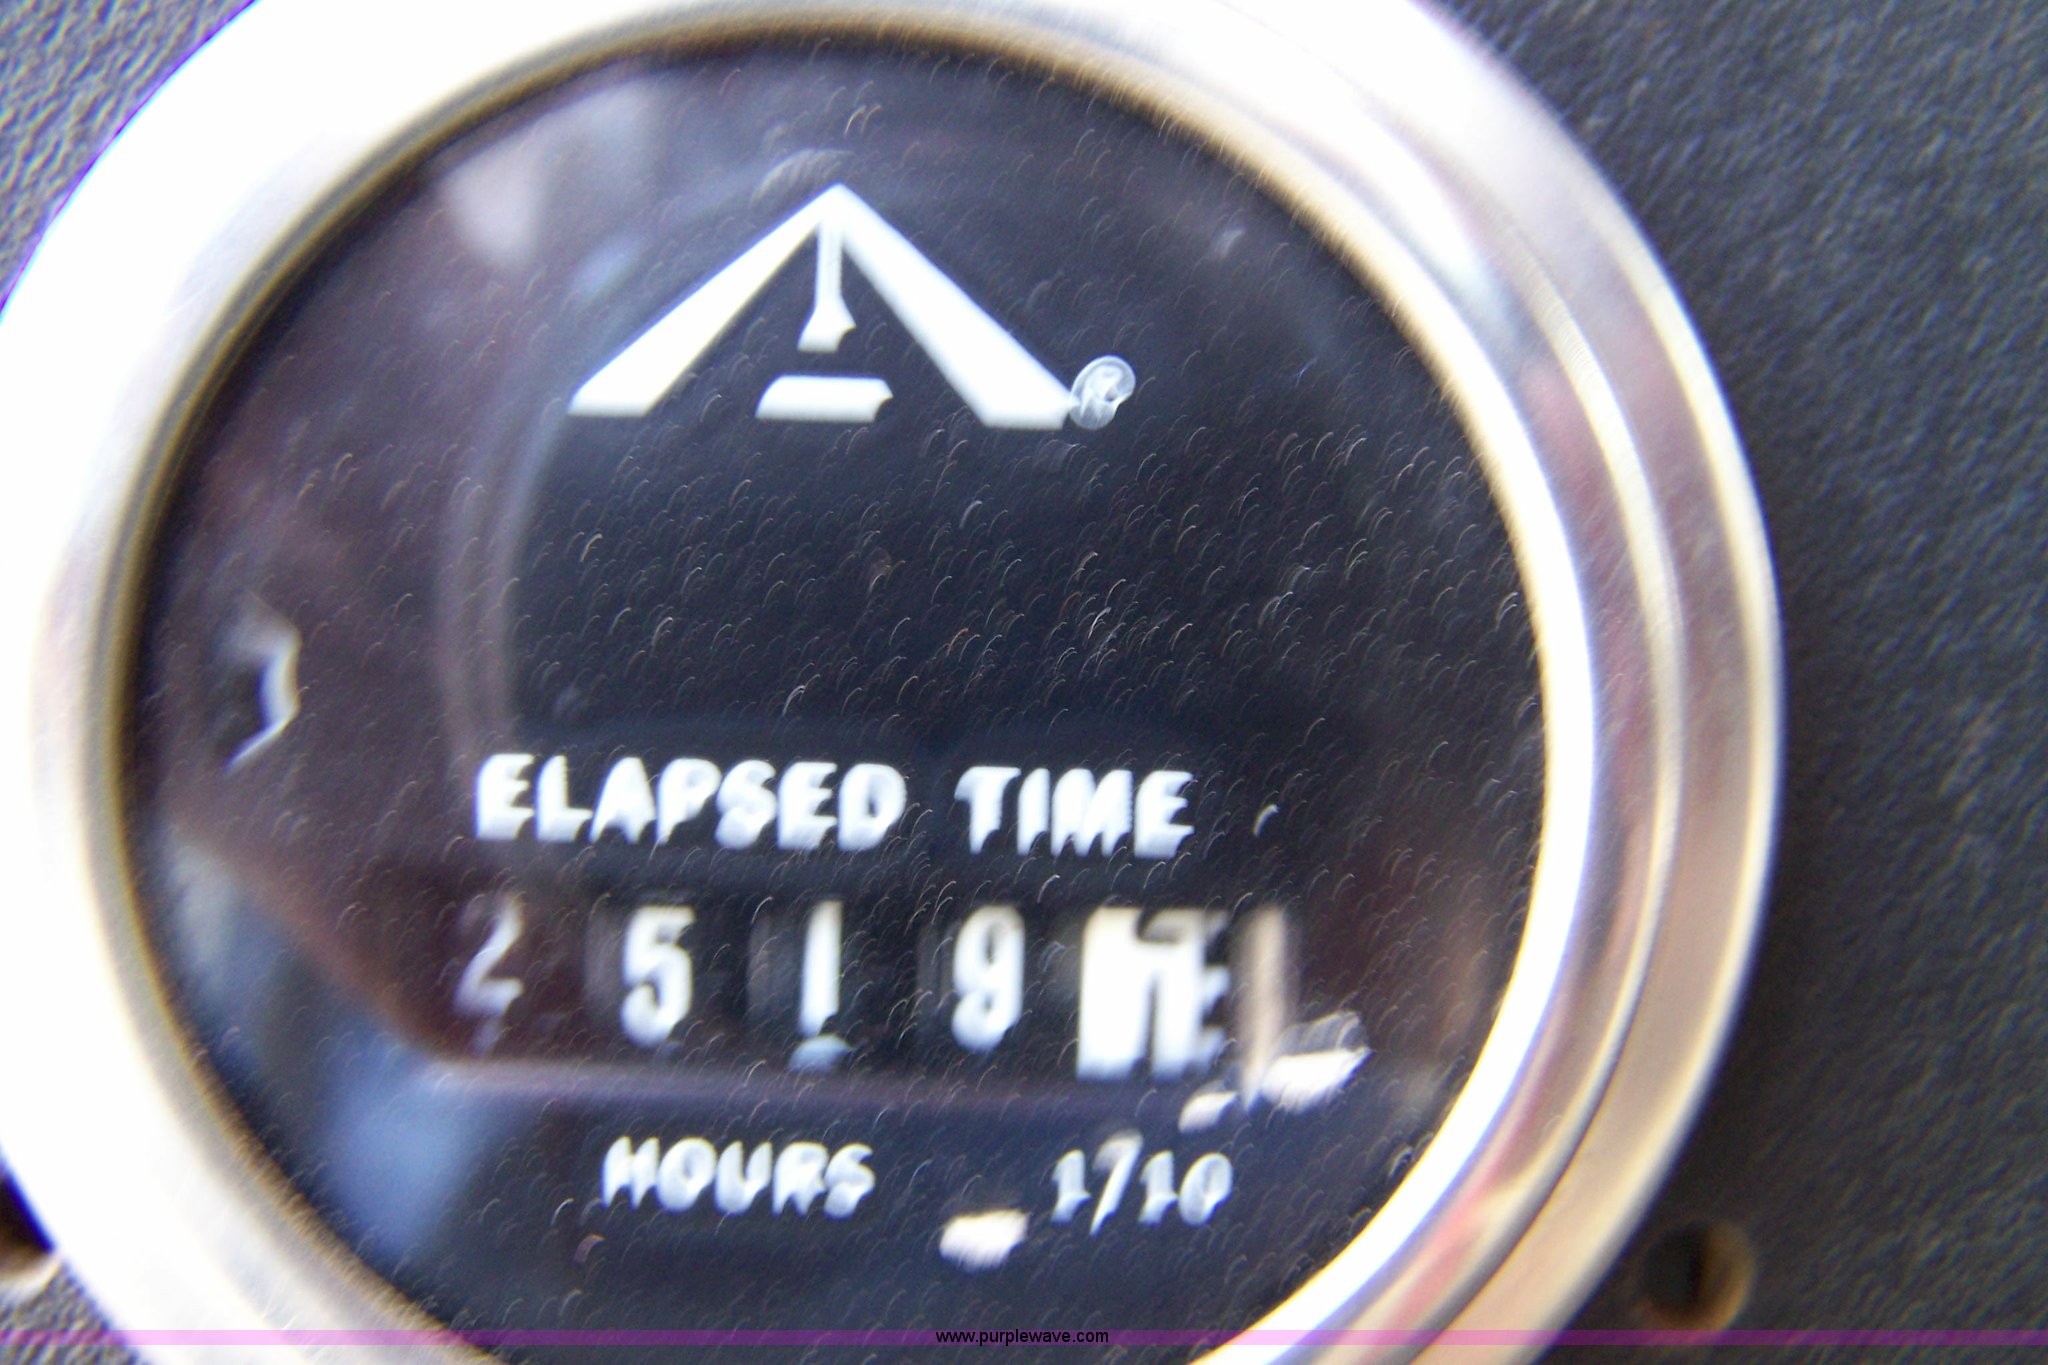 ®
ELAPSED TIME
2519
HOURS 1/10
www.purplewave.com